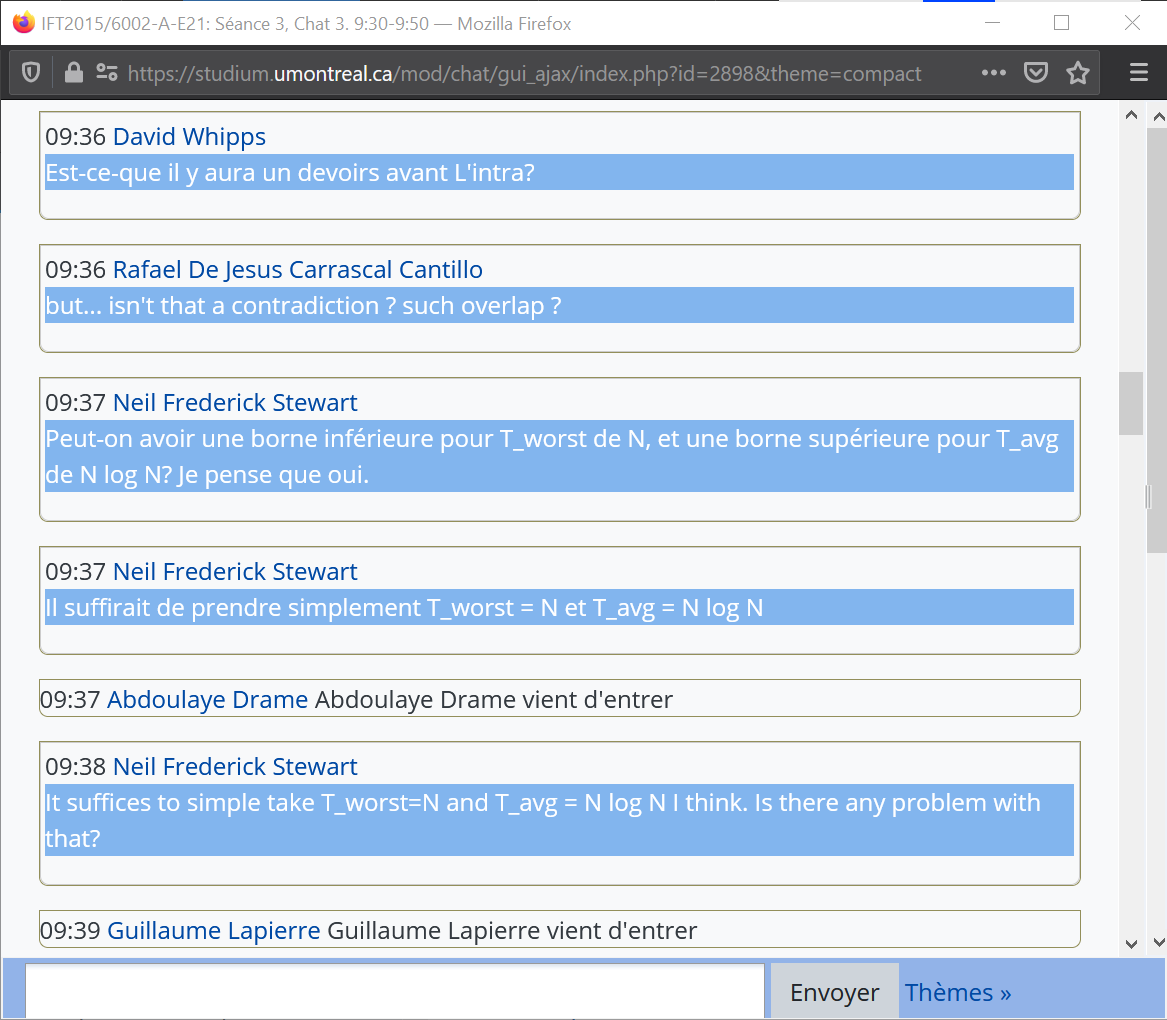 IFT2015/6002-A-E21: Séance 3, Chat 3. 9:30-9:50 — Mozilla Firefox
https://studium.umontreal.ca/mod/chat/gui_ajax/index.php?id=2898&theme=compact
09:36 David Whipps
Est-ce-que il y aura un devoirs avant L'intra?
09:36 Rafael De Jesus Carrascal Cantillo
but... isn't that a contradiction ? such overlap ?
09:37 Neil Frederick Stewart
Peut-on avoir une borne inférieure pour T_worst de N, et une borne supérieure pour T_avg
de N log N? Je pense que oui.
09:37 Neil Frederick Stewart
Il suffirait de prendre simplement T_worst = N et T_avg = N log N
09:37 Abdoulaye Drame Abdoulaye Drame vient d'entrer
09:38 Neil Frederick Stewart
It suffices to simple take T_worst=N and T_avg = N log N I think. Is there any problem with
that?
09:39 Guillaume Lapierre Guillaume Lapierre vient d'entrer
Envoyer Thèmes »